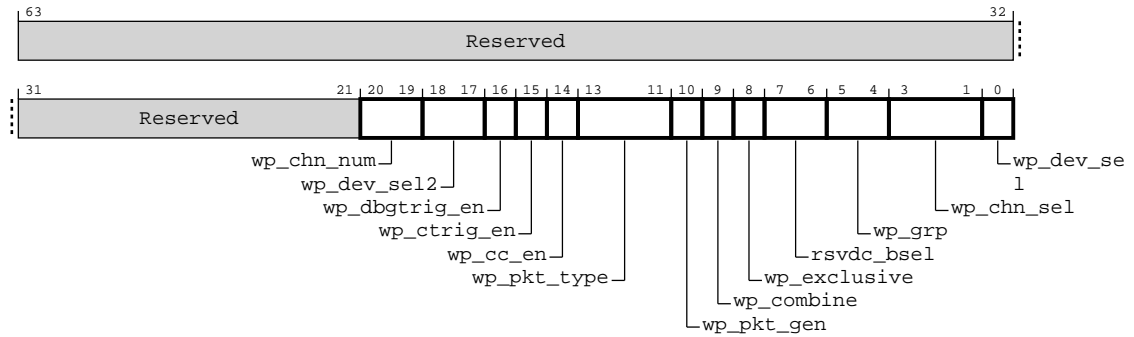 63 32
Reserved
31 21 20 19 18 17 16 15 14 13 11 10 9 8 7 6 5 4 3 1 0
Reserved
wp_chn_num wp_dev_se
wp_dev_sel2 l
wp_dbgtrig_en wp_chn_sel
wp_ctrig_en wp_grp
wp_cc_en rsvdc_bsel
wp_pkt_type wp_exclusive
wp_combine
wp_pkt_gen